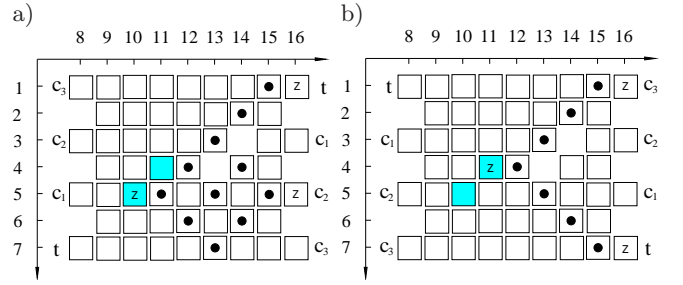 a) b)
8 9 10 11 12 13 14 15 16 8 9 10 11 12 13 14 15 16
1 c₃ z t 1 t z c₃
2 2
3 c₂ c₁ 3 c₁ c₂
4 4 z
5 c₁ z z c₂ 5 c₂ c₁
6 6
7 t c₃ 7 c₃ z t